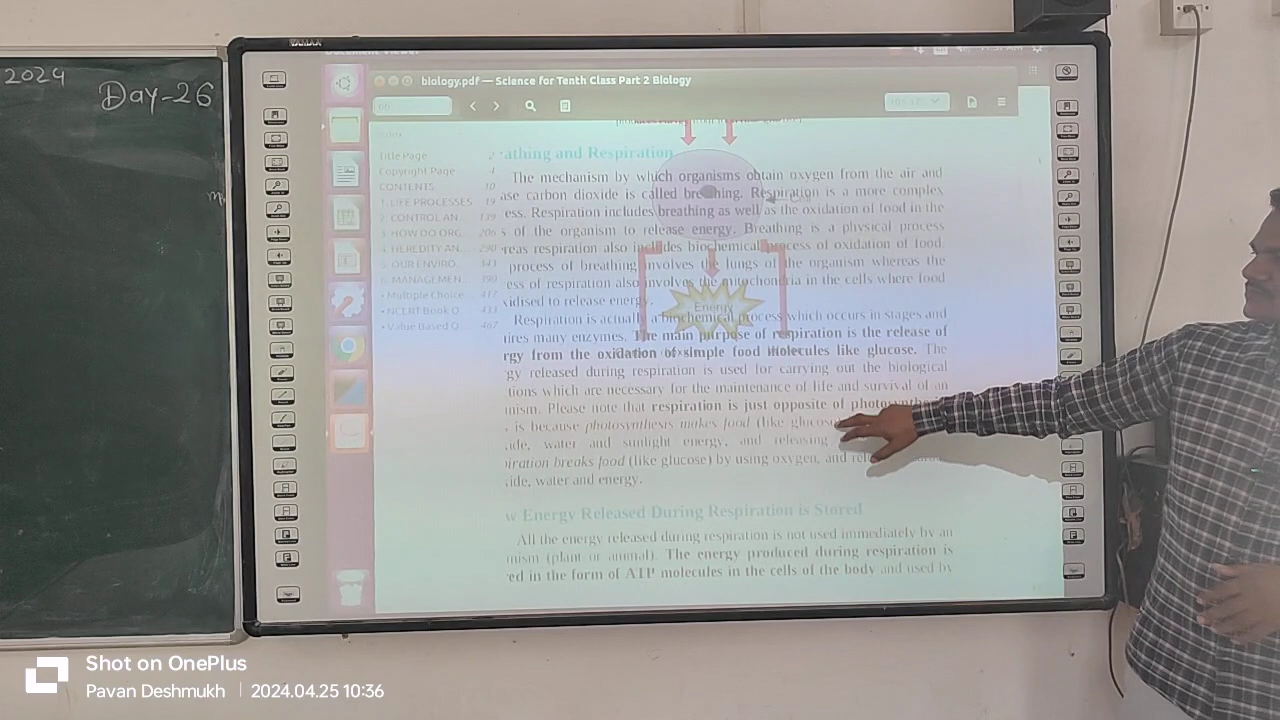 2024
Day-26
biology.pdf — Science for Tenth Class Part 2 Biology
Title Page 2
Copyright Page 4
CONTENTS 10
1. LIFE PROCESSES 19
2. CONTROL AN... 139
3. HOW DO ORG... 206
4. HEREDITY AN... 290
5. OUR ENVIRO... 343
6. MANAGEMEN... 390
• Multiple Choice... 417
• NCERT Book Q... 433
• Value Based Q...
athing and Respiration
The mechanism by which organisms obtain oxygen from the air and
ase carbon dioxide is called breathing. Respiration is a more complex
ess. Respiration includes breathing as well as the oxidation of food in the
s of the organism to release energy. Breathing is a physical process
reas respiration also includes biochemical process of oxidation of food
process of breathing involves the lungs of the organism whereas the
ess of respiration also involves the mitochondria in the cells where food
xidised to release energy.
Energy
Respiration is actually a biochemical process which occurs in stages and
uires many enzymes. The main purpose of respiration is the release of
rgy from the oxidation of simple food molecules like glucose. The
gy released during respiration is used for carrying out the biological
tions which are necessary for the maintenance of life and survival of an
nism. Please note that respiration is just opposite of
is because photosynthesis makes food (like glucose)
ide, water and sunlight energy, and releasing
iration breaks food (like glucose) by using oxygen, and
ide, water and energy.
w Energy Released During Respiration is Stored
All the energy released during respiration is not used immediately by an
nism (plant or animal). The energy produced during respiration is
ed in the form of ATP molecules in the cells of the body and used by
Shot on OnePlus
Pavan Deshmukh 2024.04.25 10:36